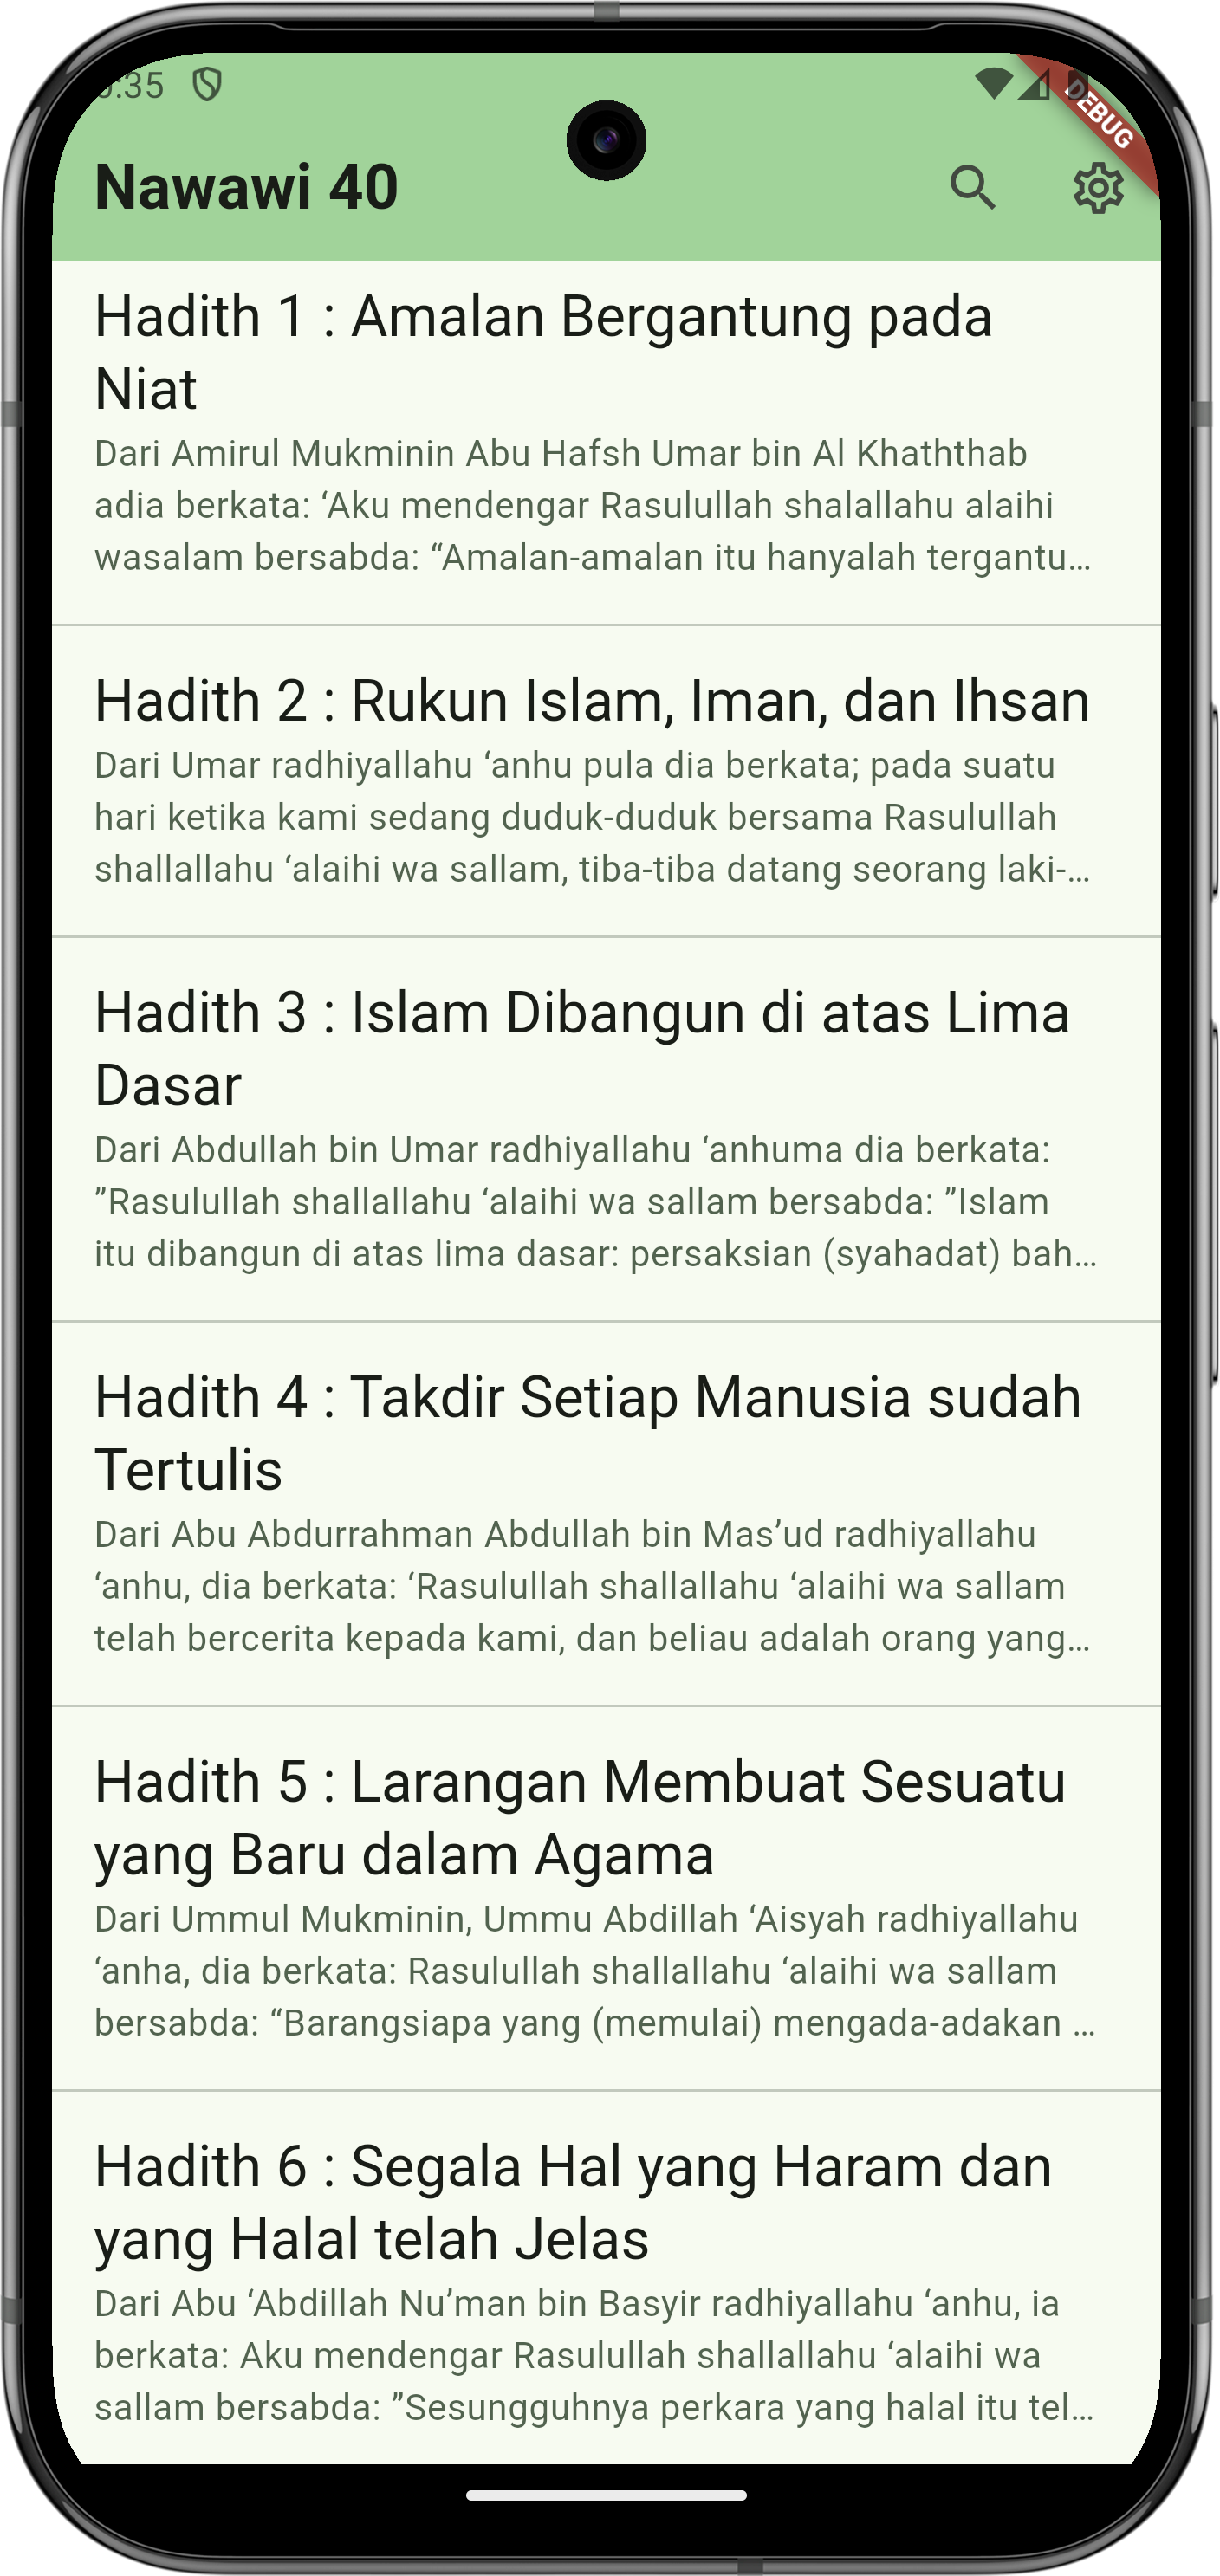 :35
DEBUG
Nawawi 40
Hadith 1 : Amalan Bergantung pada
Niat
Dari Amirul Mukminin Abu Hafsh Umar bin Al Khaththab
adia berkata: ‘Aku mendengar Rasulullah shalallahu alaihi
wasalam bersabda: “Amalan-amalan itu hanyalah tergantu…
Hadith 2 : Rukun Islam, Iman, dan Ihsan
Dari Umar radhiyallahu ‘anhu pula dia berkata; pada suatu
hari ketika kami sedang duduk-duduk bersama Rasulullah
shallallahu ‘alaihi wa sallam, tiba-tiba datang seorang laki-…
Hadith 3 : Islam Dibangun di atas Lima
Dasar
Dari Abdullah bin Umar radhiyallahu ‘anhuma dia berkata:
”Rasulullah shallallahu ‘alaihi wa sallam bersabda: ”Islam
itu dibangun di atas lima dasar: persaksian (syahadat) bah…
Hadith 4 : Takdir Setiap Manusia sudah
Tertulis
Dari Abu Abdurrahman Abdullah bin Mas’ud radhiyallahu
‘anhu, dia berkata: ‘Rasulullah shallallahu ‘alaihi wa sallam
telah bercerita kepada kami, dan beliau adalah orang yang…
Hadith 5 : Larangan Membuat Sesuatu
yang Baru dalam Agama
Dari Ummul Mukminin, Ummu Abdillah ‘Aisyah radhiyallahu
‘anha, dia berkata: Rasulullah shallallahu ‘alaihi wa sallam
bersabda: “Barangsiapa yang (memulai) mengada-adakan …
Hadith 6 : Segala Hal yang Haram dan
yang Halal telah Jelas
Dari Abu ‘Abdillah Nu’man bin Basyir radhiyallahu ‘anhu, ia
berkata: Aku mendengar Rasulullah shallallahu ‘alaihi wa
sallam bersabda: ”Sesungguhnya perkara yang halal itu tel…